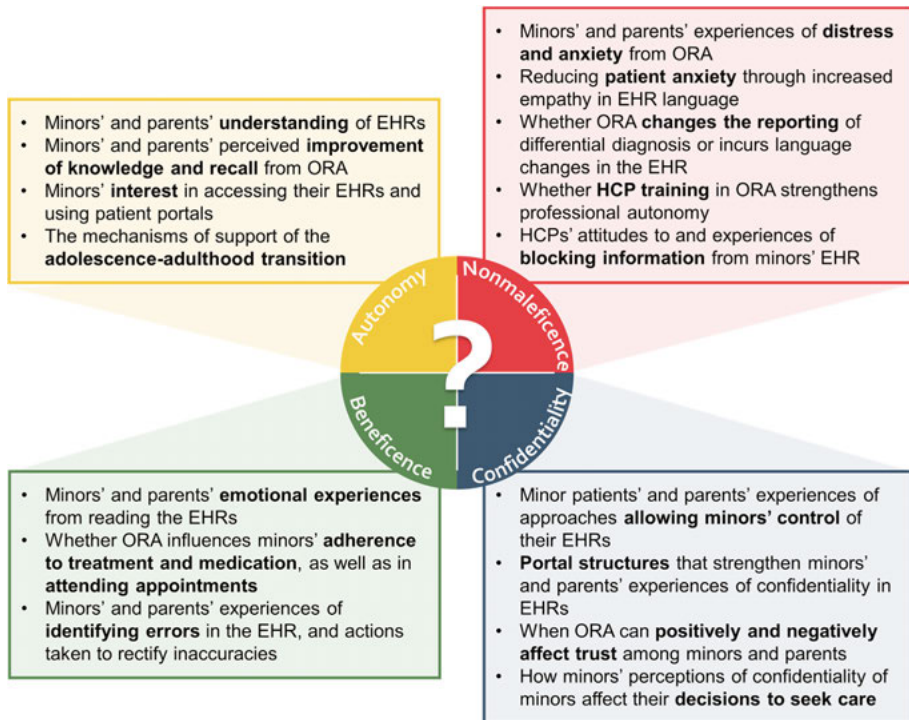 • Minors' and parents' understanding of EHRs
• Minors' and parents' perceived improvement
of knowledge and recall from ORA
• Minors' interest in accessing their EHRs and
using patient portals
• The mechanisms of support of the
adolescence-adulthood transition
• Minors' and parents' experiences of distress
and anxiety from ORA
• Reducing patient anxiety through increased
empathy in EHR language
• Whether ORA changes the reporting of
differential diagnosis or incurs language
changes in the EHR
• Whether HCP training in ORA strengthens
professional autonomy
• HCPs' attitudes to and experiences of
blocking information from minors' EHR
Autonomy
Nonmaleficence
?
Beneficence
Confidentiality
• Minors' and parents' emotional experiences
from reading the EHRs
• Whether ORA influences minors' adherence
to treatment and medication, as well as in
attending appointments
• Minors' and parents' experiences of
identifying errors in the EHR, and actions
taken to rectify inaccuracies
• Minor patients' and parents' experiences of
approaches allowing minors' control of
their EHRs
• Portal structures that strengthen minors'
and parents' experiences of confidentiality in
EHRs
• When ORA can positively and negatively
affect trust among minors and parents
• How minors' perceptions of confidentiality of
minors affect their decisions to seek care